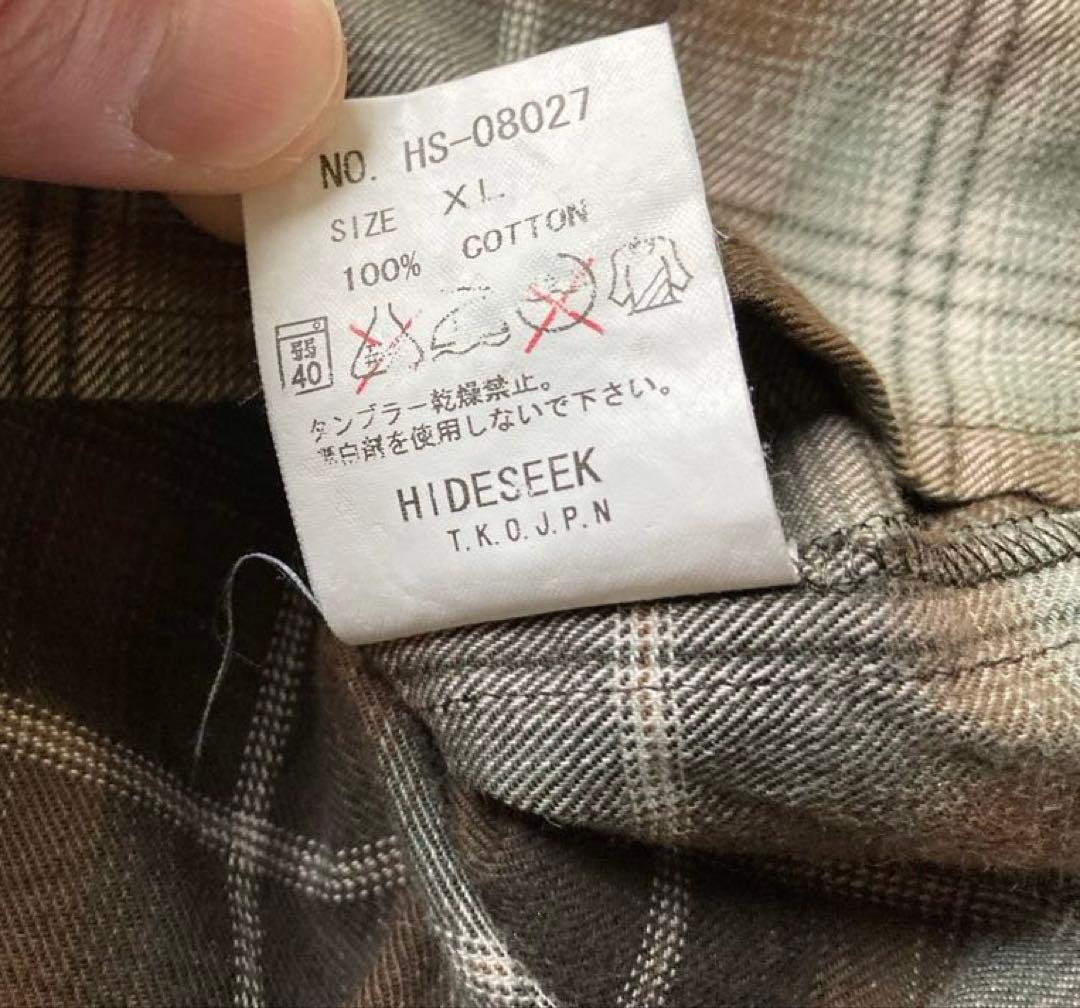 NO. HS-08027
SIZE XL
100% COTTON
弱
40
タンブラー乾燥禁止。
漂白剤を使用しないで下さい。
HIDESEEK
T.K.O.J.P.N